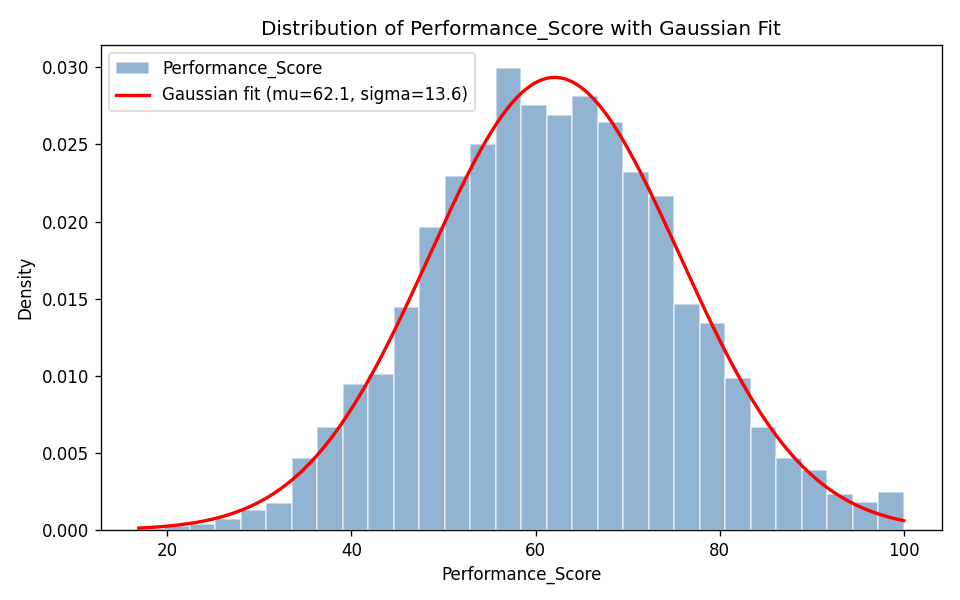 Distribution of Performance_Score with Gaussian Fit
Performance_Score
Gaussian fit (mu=62.1, sigma=13.6)
0.030
0.025
0.020
0.015
0.010
0.005
0.000
Density
20 40 60 80 100
Performance_Score